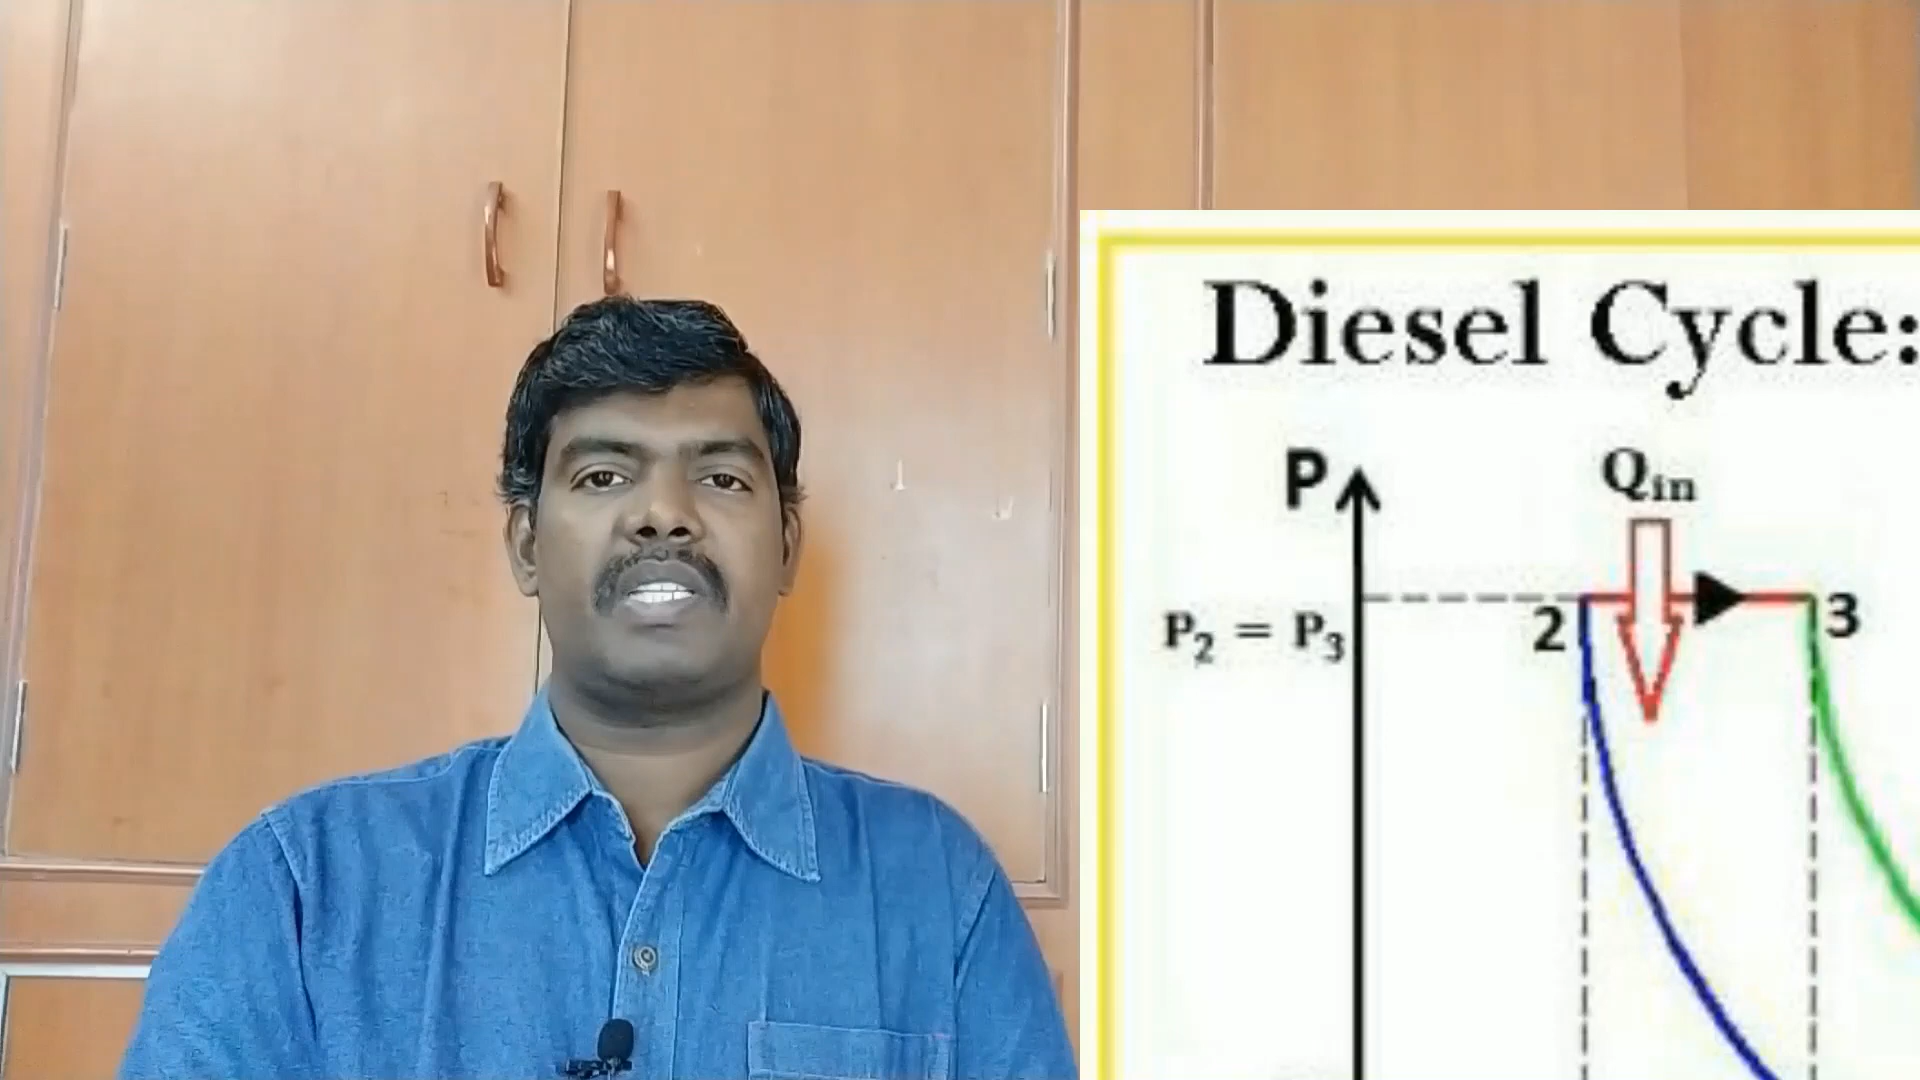 Diesel Cycle:
P
Qin
2
3
P₂ = P₃